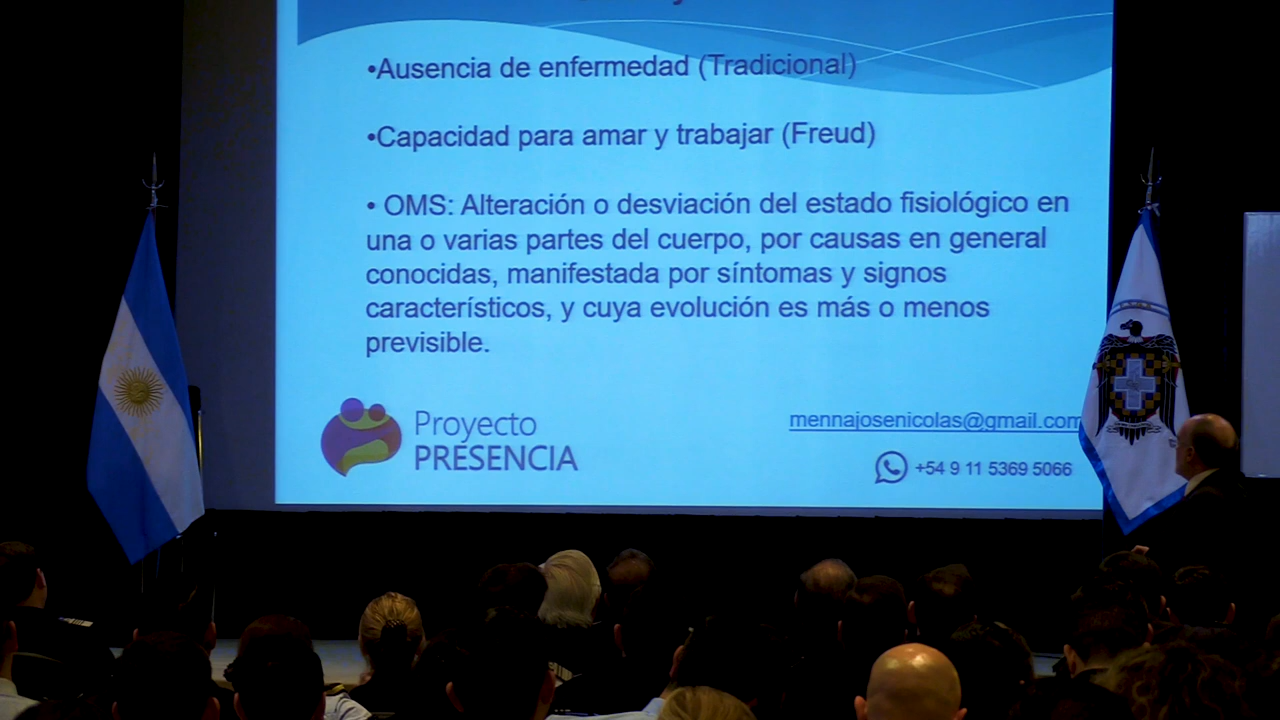 •Ausencia de enfermedad (Tradicional)
•Capacidad para amar y trabajar (Freud)
• OMS: Alteración o desviación del estado fisiológico en
una o varias partes del cuerpo, por causas en general
conocidas, manifestada por síntomas y signos
característicos, y cuya evolución es más o menos
previsible.
Proyecto
PRESENCIA
mennajosenicolas@gmail.com
+54 9 11 5369 5066